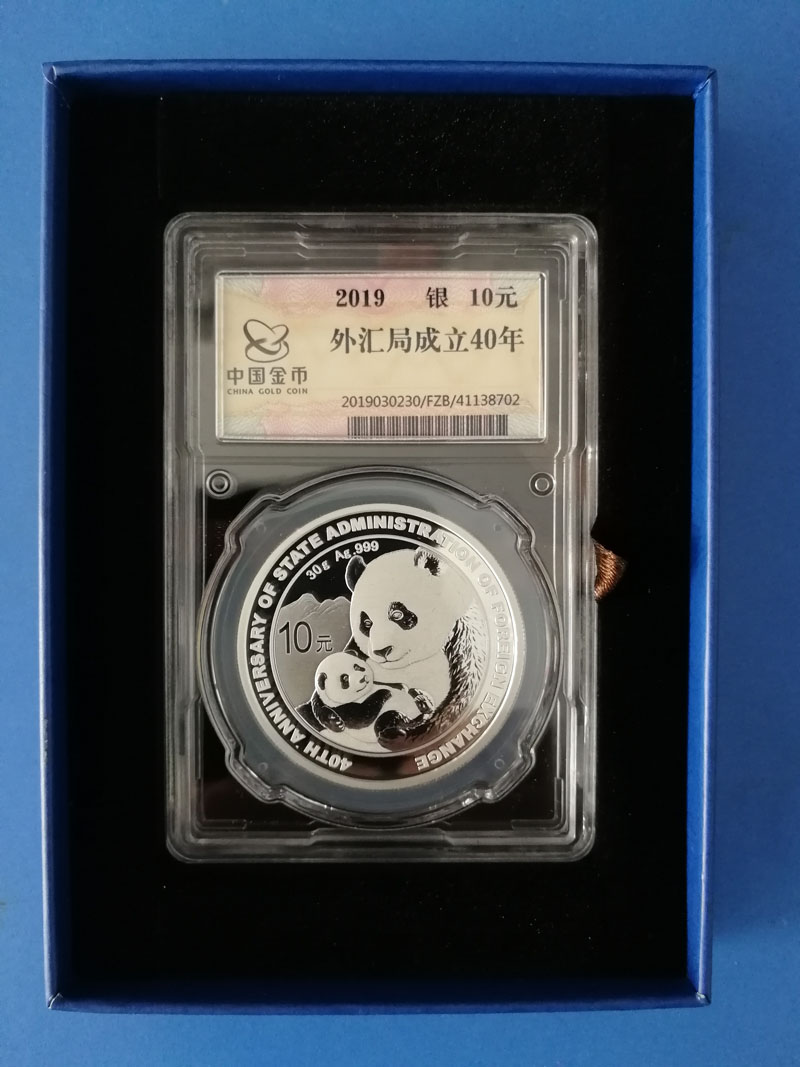 2019 银 10元
外汇局成立40年
中国金币
CHINA GOLD COIN
2019030230/FZB/41138702
40TH ANNIVERSARY OF STATE ADMINISTRATION OF FOREIGN EXCHANGE
30g Ag.999
10元